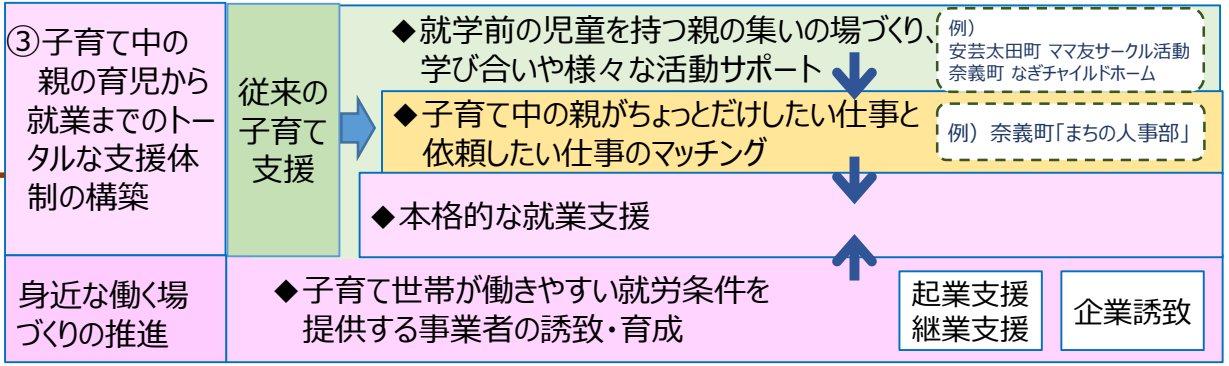 ③子育て中の
親の育児から
就業までのトー
タルな支援体
制の構築
従来の
子育て
支援
◆就学前の児童を持つ親の集いの場づくり、
学び合いや様々な活動サポート
例）
安芸太田町 ママ友サークル活動
奈義町 なぎチャイルドホーム
◆子育て中の親がちょっとだけしたい仕事と
依頼したい仕事のマッチング
例）奈義町「まちの人事部」
◆本格的な就業支援
身近な働く場
づくりの推進
◆子育て世帯が働きやすい就労条件を
提供する事業者の誘致・育成
起業支援
継業支援
企業誘致